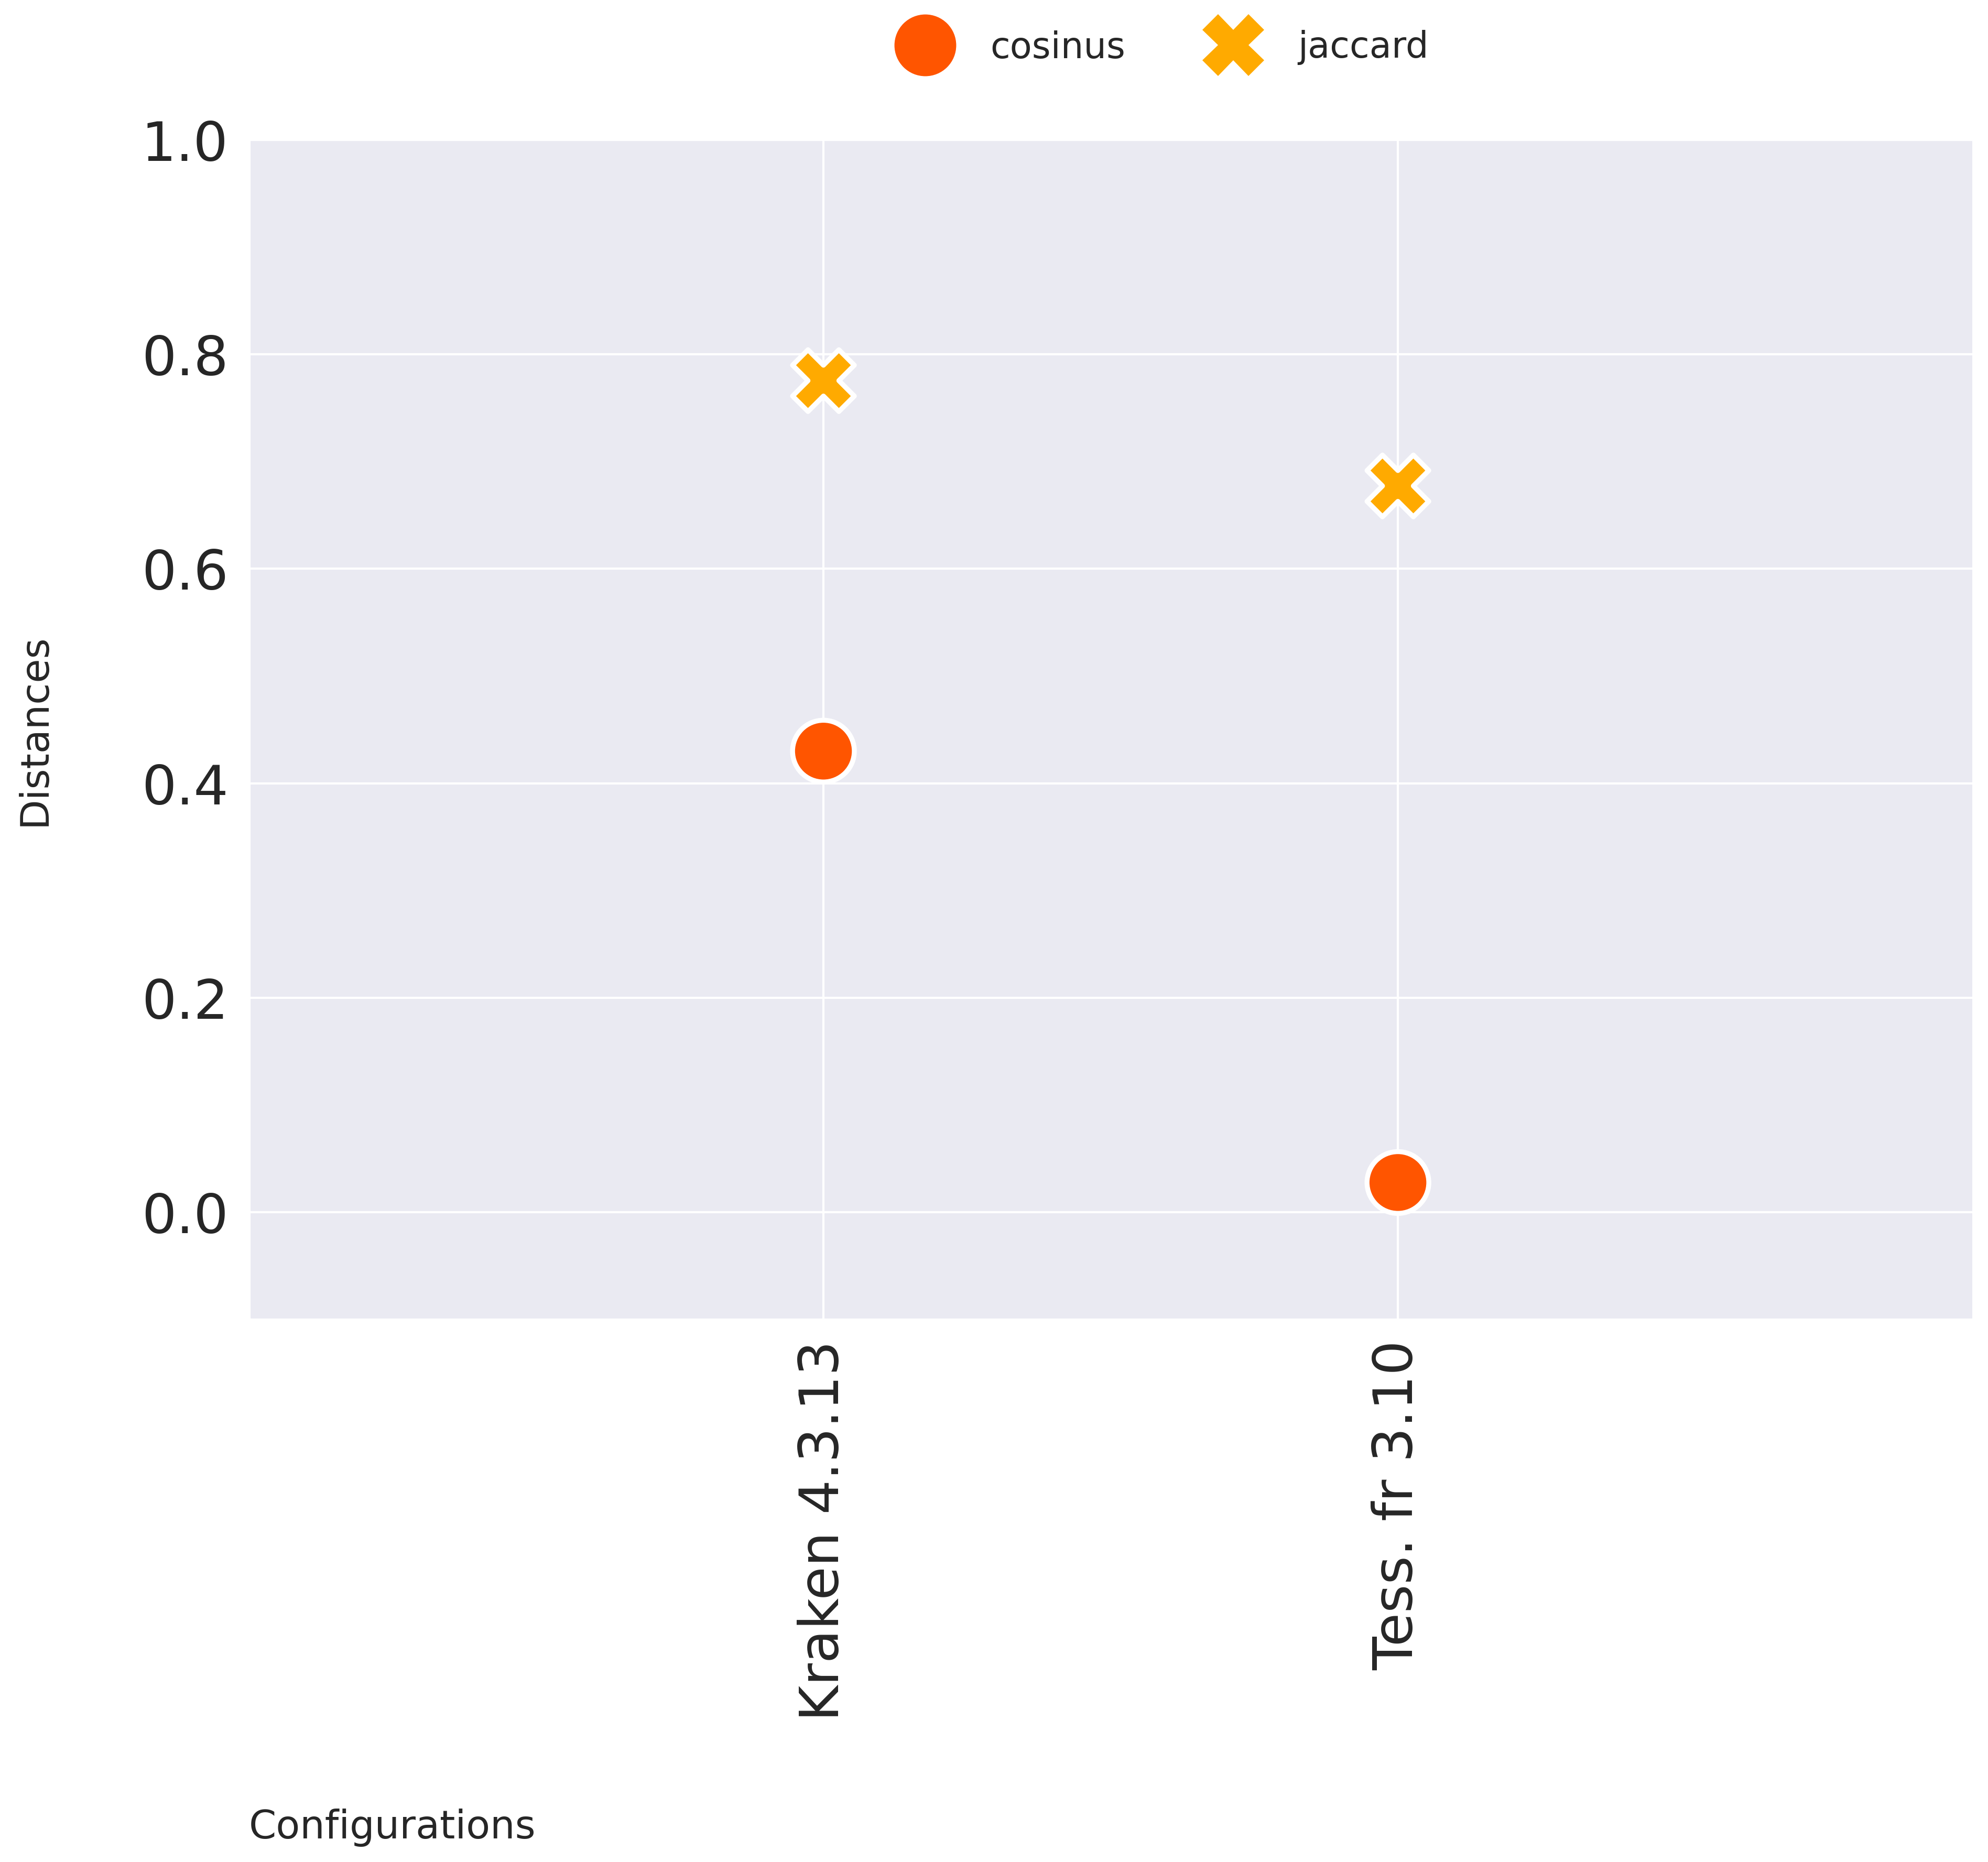 cosinus
jaccard
1.0
0.8
0.6
0.4
0.2
0.0
Distances
Kraken 4.3.13
Tess. fr 3.10
Configurations